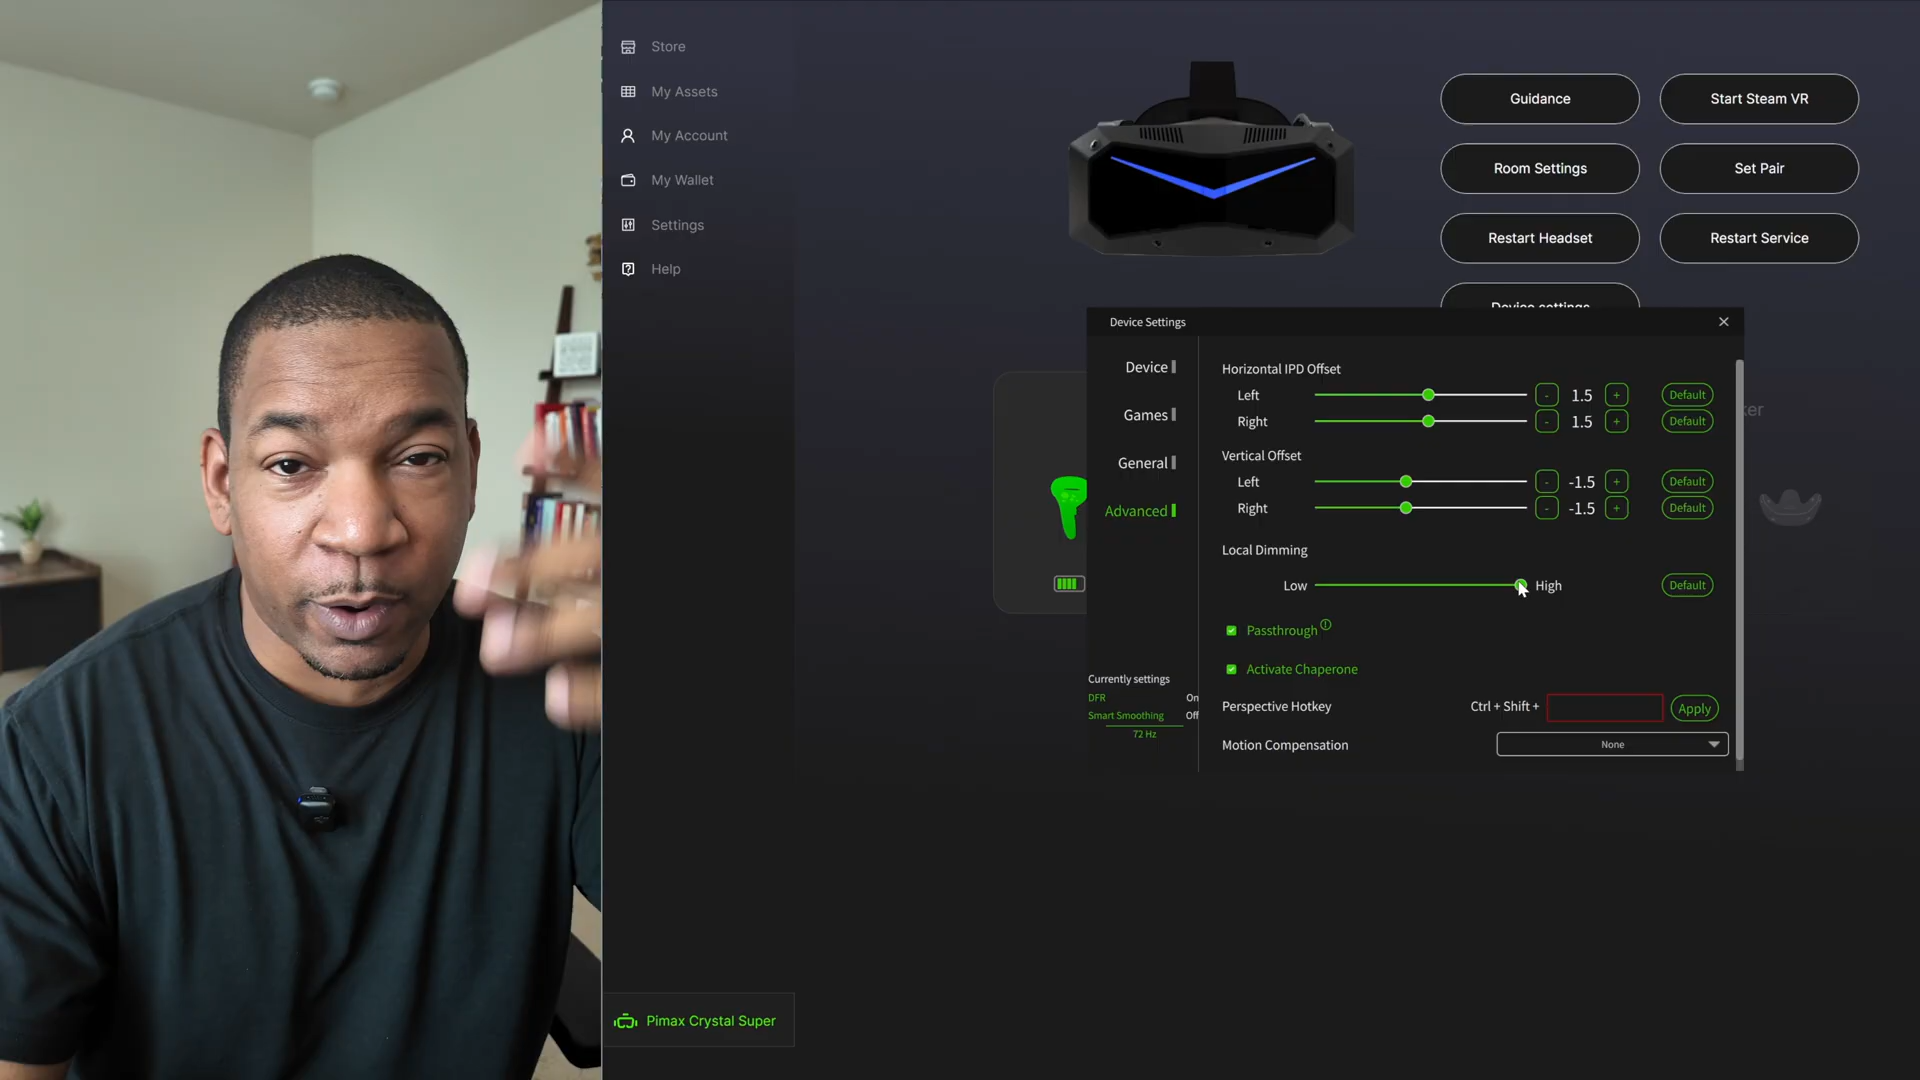 Store
My Assets
My Account
My Wallet
Settings
Help
Pimax Crystal Super
Guidance
Start Steam VR
Room Settings
Set Pair
Restart Headset
Restart Service
Device settings
Device Settings
Device
Games
General
Advanced
Currently settings
DFR On
Smart Smoothing Off
72 Hz
Horizontal IPD Offset
Left - 1.5 + Default
Right - 1.5 + Default
Vertical Offset
Left - -1.5 + Default
Right - -1.5 + Default
Local Dimming
Low High Default
Passthrough
Activate Chaperone
Perspective Hotkey Ctrl + Shift + Apply
Motion Compensation None
ker